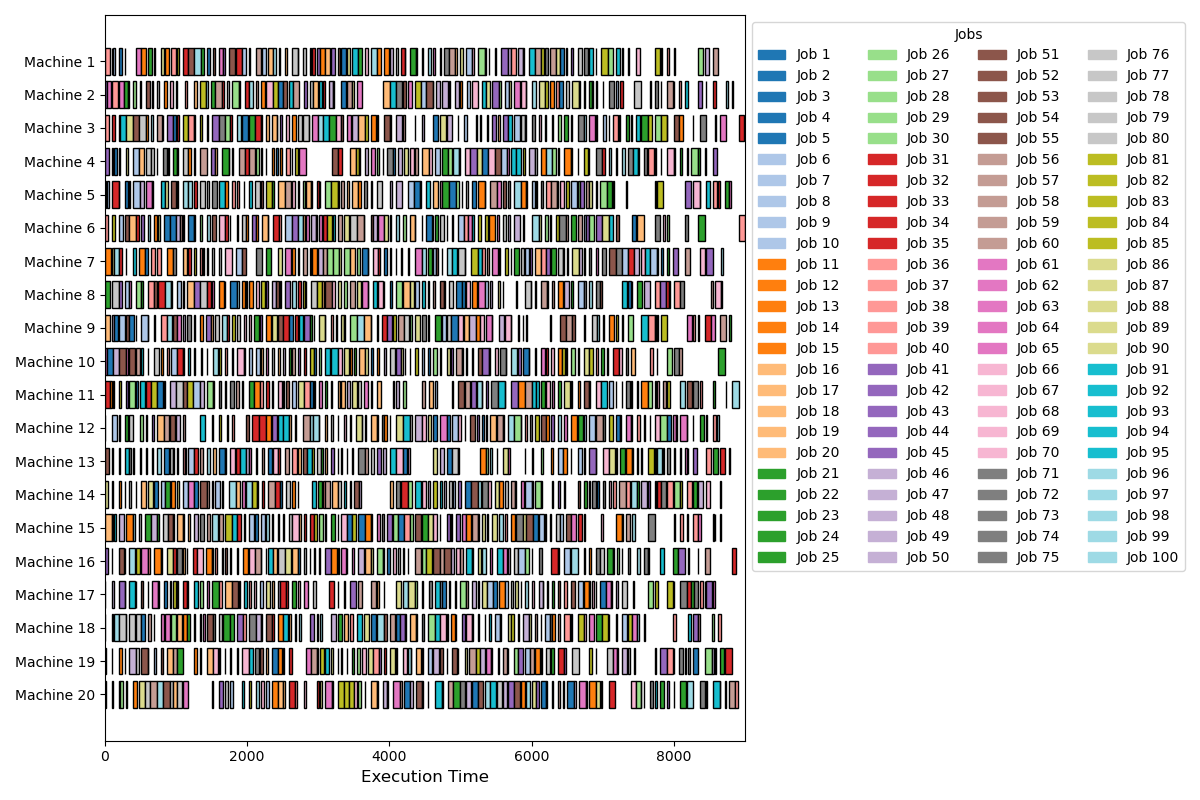 Machine 1
Machine 2
Machine 3
Machine 4
Machine 5
Machine 6
Machine 7
Machine 8
Machine 9
Machine 10
Machine 11
Machine 12
Machine 13
Machine 14
Machine 15
Machine 16
Machine 17
Machine 18
Machine 19
Machine 20
0 2000 4000 6000 8000
Execution Time
Jobs
Job 1 Job 26 Job 51 Job 76
Job 2 Job 27 Job 52 Job 77
Job 3 Job 28 Job 53 Job 78
Job 4 Job 29 Job 54 Job 79
Job 5 Job 30 Job 55 Job 80
Job 6 Job 31 Job 56 Job 81
Job 7 Job 32 Job 57 Job 82
Job 8 Job 33 Job 58 Job 83
Job 9 Job 34 Job 59 Job 84
Job 10 Job 35 Job 60 Job 85
Job 11 Job 36 Job 61 Job 86
Job 12 Job 37 Job 62 Job 87
Job 13 Job 38 Job 63 Job 88
Job 14 Job 39 Job 64 Job 89
Job 15 Job 40 Job 65 Job 90
Job 16 Job 41 Job 66 Job 91
Job 17 Job 42 Job 67 Job 92
Job 18 Job 43 Job 68 Job 93
Job 19 Job 44 Job 69 Job 94
Job 20 Job 45 Job 70 Job 95
Job 21 Job 46 Job 71 Job 96
Job 22 Job 47 Job 72 Job 97
Job 23 Job 48 Job 73 Job 98
Job 24 Job 49 Job 74 Job 99
Job 25 Job 50 Job 75 Job 100